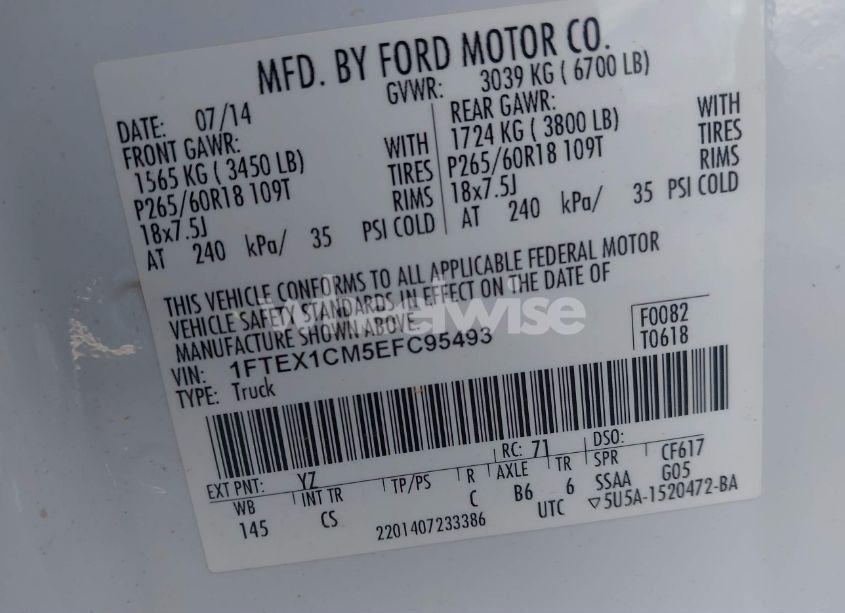 MFD. BY FORD MOTOR CO.
DATE: 07/14 GVWR: 3039 KG ( 6700 LB)
FRONT GAWR: WITH
1565 KG ( 3450 LB) TIRES
P265/60R18 109T RIMS
18x7.5J
AT 240 kPa/ 35 PSI COLD
REAR GAWR: WITH
1724 KG ( 3800 LB) TIRES
P265/60R18 109T RIMS
18x7.5J
AT 240 kPa/ 35 PSI COLD
THIS VEHICLE CONFORMS TO ALL APPLICABLE FEDERAL MOTOR
VEHICLE SAFETY STANDARDS IN EFFECT ON THE DATE OF
MANUFACTURE SHOWN ABOVE.
VIN: 1FTEX1CM5EFC95493
TYPE: Truck
F0082
T0618
wheelwise
EXT PNT: YZ RC: 71 DSO:
WB INT TR TP/PS R AXLE TR SPR CF617
145 CS C B6 6 SSAA G05
2201407233386 UTC ▽5U5A-1520472-BA